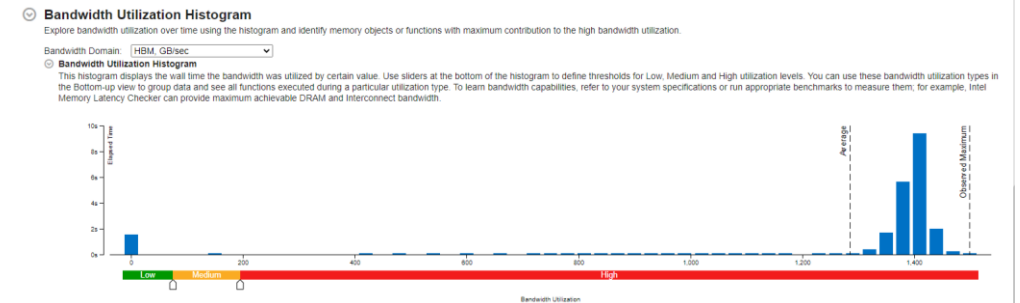 Bandwidth Utilization Histogram
Explore bandwidth utilization over time using the histogram and identify memory objects or functions with maximum contribution to the high bandwidth utilization.
Bandwidth Domain: HBM, GB/sec
Bandwidth Utilization Histogram
This histogram displays the wall time the bandwidth was utilized by certain value. Use sliders at the bottom of the histogram to define thresholds for Low, Medium and High utilization levels. You can use these bandwidth utilization types in
the Bottom-up view to group data and see all functions executed during a particular utilization type. To learn bandwidth capabilities, refer to your system specifications or run appropriate benchmarks to measure them; for example, Intel
Memory Latency Checker can provide maximum achievable DRAM and Interconnect bandwidth.
10s
8s
6s
4s
2s
0s
Elapsed Time
Average
Observed Maximum
0 200 400 600 800 1,000 1,200 1,400
Low Medium High
Bandwidth Utilization